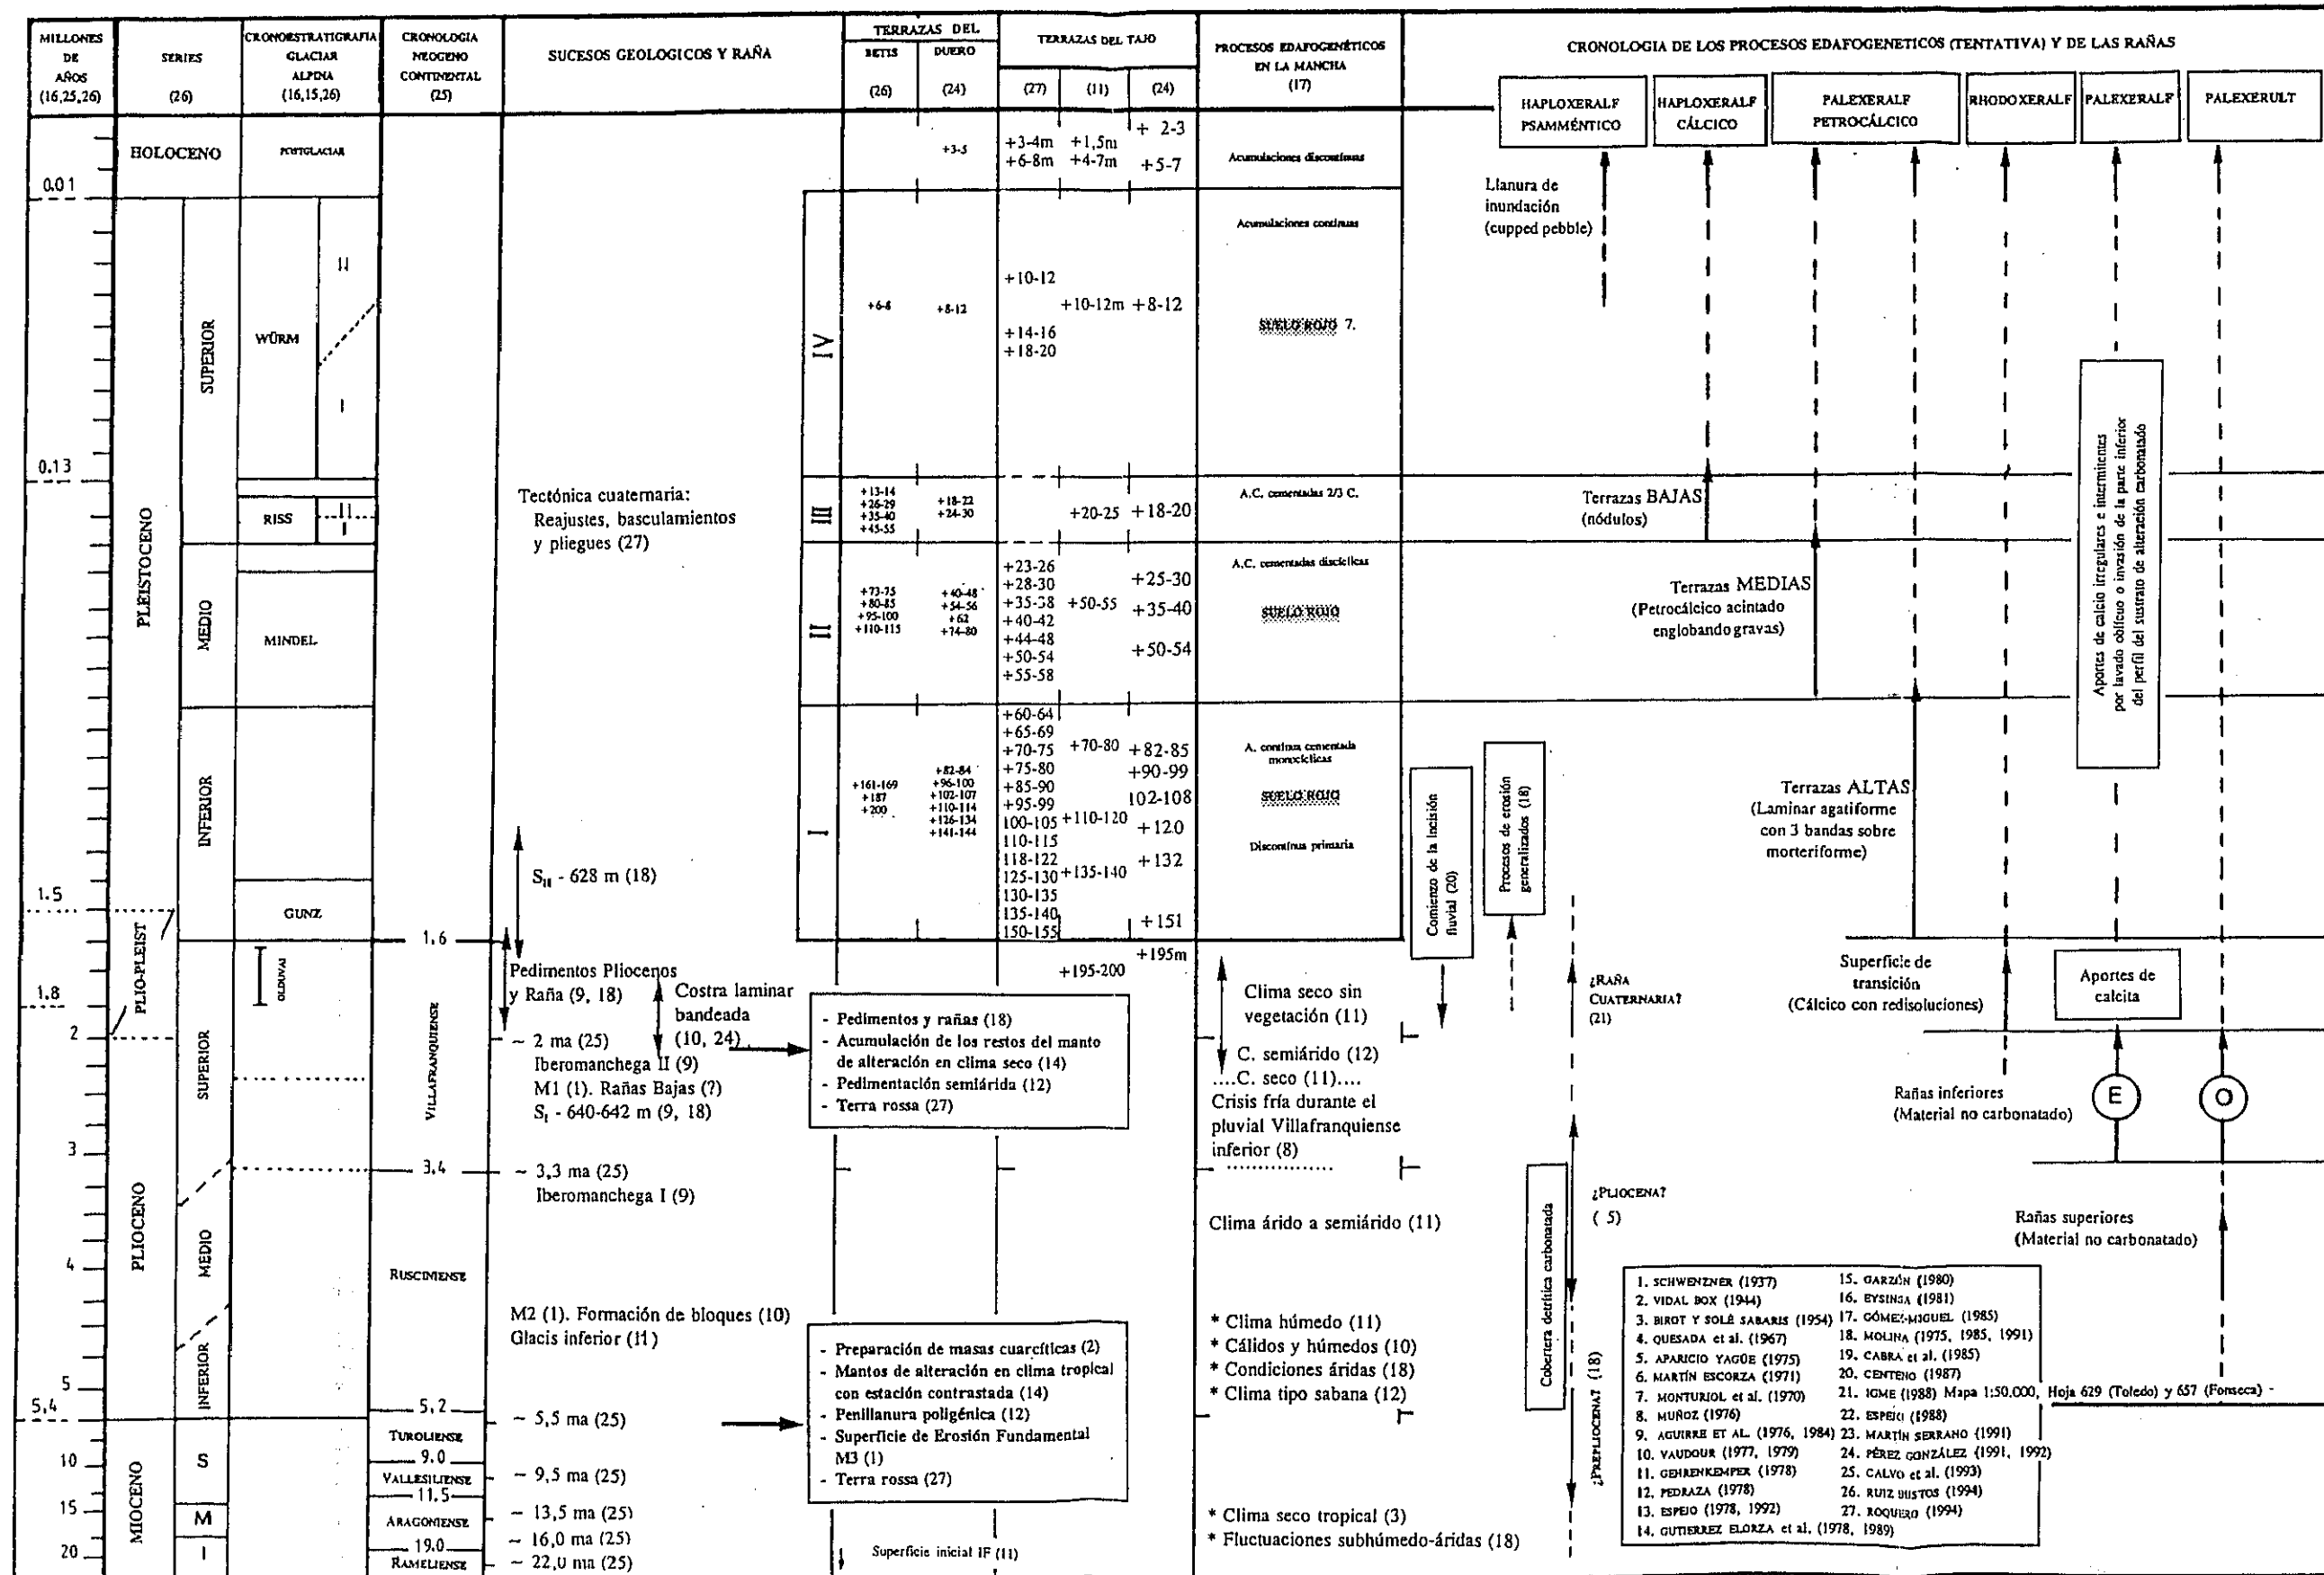 MILLONES
DE
AÑOS
(16,25,26)
SERIES
(26)
CRONOESTRATIGRAFIA
GLACIAR
ALPINA
(16,15,26)
CRONOLOGIA
NEOGENO
CONTINENTAL
(25)
SUCESOS GEOLOGICOS Y RAÑA
TERRAZAS DEL
BETIS
(26)
DUERO
(24)
TERRAZAS DEL TAJO
(27)
(11)
(24)
PROCESOS EDAFOGENÉTICOS
EN LA MANCHA
(17)
CRONOLOGIA DE LOS PROCESOS EDAFOGENETICOS (TENTATIVA) Y DE LAS RAÑAS
HAPLOXERALF
PSAMMÉNTICO
HAPLOXERALF
CÁLCICO
PALEXERALF
PETROCÁLCICO
RHODOXERALF
PALEXERALF
PALEXERULT
0.01
0.13
1.5
1.8
2
3
4
5
5,4
10
15
20
HOLOCENO
PLEISTOCENO
SUPERIOR
MEDIO
INFERIOR
PLIO-PLEIST
PLIOCENO
SUPERIOR
MEDIO
INFERIOR
MIOCENO
S
M
I
POSTGLACIAR
WÜRM
II
I
RISS
II
I
MINDEL
GUNZ
OLDUVAI
1,6
VILLAFRANQUIENSE
3,4
RUSCINIENSE
5,2
TUROLIENSE
9.0
VALLESILIENSE
11.5
ARAGONIENSE
19.0
RAMELIENSE
Tectónica cuaternaria:
Reajustes, basculamientos
y pliegues (27)
SII - 628 m (18)
Pedimentos Pliocenos
y Raña (9, 18)
Costra laminar
bandeada
(10, 24)
~ 2 ma (25)
Iberomanchega II (9)
M1 (1). Rañas Bajas (?)
SI - 640-642 m (9, 18)
~ 3,3 ma (25)
Iberomanchega I (9)
M2 (1). Formación de bloques (10)
Glacis inferior (11)
~ 5,5 ma (25)
~ 9,5 ma (25)
~ 13,5 ma (25)
~ 16,0 ma (25)
~ 22,0 ma (25)
IV
III
II
I
+6-8
+13-14
+26-29
+35-40
+45-55
+73-75
+80-85
+95-100
+110-115
+161-169
+187
+200
+3-5
+8-12
+18-22
+24-30
+40-48
+54-56
+62
+74-80
+82-84
+96-100
+102-107
+110-114
+126-134
+141-144
+3-4m
+6-8m
+10-12
+14-16
+18-20
+23-26
+28-30
+35-38
+40-42
+44-48
+50-54
+55-58
+60-64
+65-69
+70-75
+75-80
+85-90
+95-99
100-105
110-115
118-122
125-130
130-135
135-140
150-155
+1,5m
+4-7m
+10-12m
+20-25
+50-55
+70-80
+110-120
+135-140
+195-200
+ 2-3
+5-7
+8-12
+18-20
+25-30
+35-40
+50-54
+82-85
+90-99
102-108
+120
+132
+151
+195m
Acumulaciones discontinuas
Acumulaciones continuas
SUELO ROJO 7.
A.C. cementadas 2/3 C.
A.C. cementadas discíclicas
SUELO ROJO
A. continua cementada
monocíclicas
SUELO ROJO
Discontinua primaria
- Pedimentos y rañas (18)
- Acumulación de los restos del manto
de alteración en clima seco (14)
- Pedimentación semiárida (12)
- Terra rossa (27)
- Preparación de masas cuarcíticas (2)
- Mantos de alteración en clima tropical
con estación contrastada (14)
- Penillanura poligénica (12)
- Superficie de Erosión Fundamental
M3 (1)
- Terra rossa (27)
Superficie inicial IF (11)
Clima seco sin
vegetación (11)
C. semiárido (12)
....C. seco (11)....
Crisis fría durante el
pluvial Villafranquiense
inferior (8)
Clima árido a semiárido (11)
* Clima húmedo (11)
* Cálidos y húmedos (10)
* Condiciones áridas (18)
* Clima tipo sabana (12)
* Clima seco tropical (3)
* Fluctuaciones subhúmedo-áridas (18)
Comienzo de la Incisión
fluvial (20)
Procesos de erosión
generalizados (18)
Cobertera detrítica carbonatada
¿RAÑA
CUATERNARIA?
(21)
¿PLIOCENA?
( 5)
¿PREPLIOCENA? (18)
Llanura de
inundación
(cupped pebble)
Terrazas BAJAS
(nódulos)
Terrazas MEDIAS
(Petrocálcico acintado
englobando gravas)
Terrazas ALTAS
(Laminar agatiforme
con 3 bandas sobre
morteriforme)
Superficie de
transición
(Cálcico con redisoluciones)
Rañas inferiores
(Material no carbonatado)
Rañas superiores
(Material no carbonatado)
Aportes de calcio irregulares e intermitentes
por lavado oblicuo o invasión de la parte inferior
del perfil del sustrato de alteración carbonatado
Aportes de
calcita
E
O
1. SCHWENZNER (1937)
2. VIDAL BOX (1944)
3. BIROT Y SOLÉ SABARIS (1954)
4. QUESADA et al. (1967)
5. APARICIO YAGÜE (1975)
6. MARTÍN ESCORZA (1971)
7. MONTURIOL et al. (1970)
8. MUÑOZ (1976)
9. AGUIRRE ET AL. (1976, 1984)
10. VAUDOUR (1977, 1979)
11. GEHRENKEMPER (1978)
12. PEDRAZA (1978)
13. ESPEJO (1978, 1992)
14. GUTIERREZ ELORZA et al. (1978, 1989)
15. GARZÓN (1980)
16. EYSINGA (1981)
17. GÓMEZ-MIGUEL (1985)
18. MOLINA (1975, 1985, 1991)
19. CABRA et al. (1985)
20. CENTENO (1987)
21. IGME (1988) Mapa 1:50.000, Hoja 629 (Toledo) y 657 (Fonseca) -
22. ESPEJO (1988)
23. MARTÍN SERRANO (1991)
24. PÉREZ GONZÁLEZ (1991, 1992)
25. CALVO et al. (1993)
26. RUIZ BUSTOS (1994)
27. ROQUERO (1994)